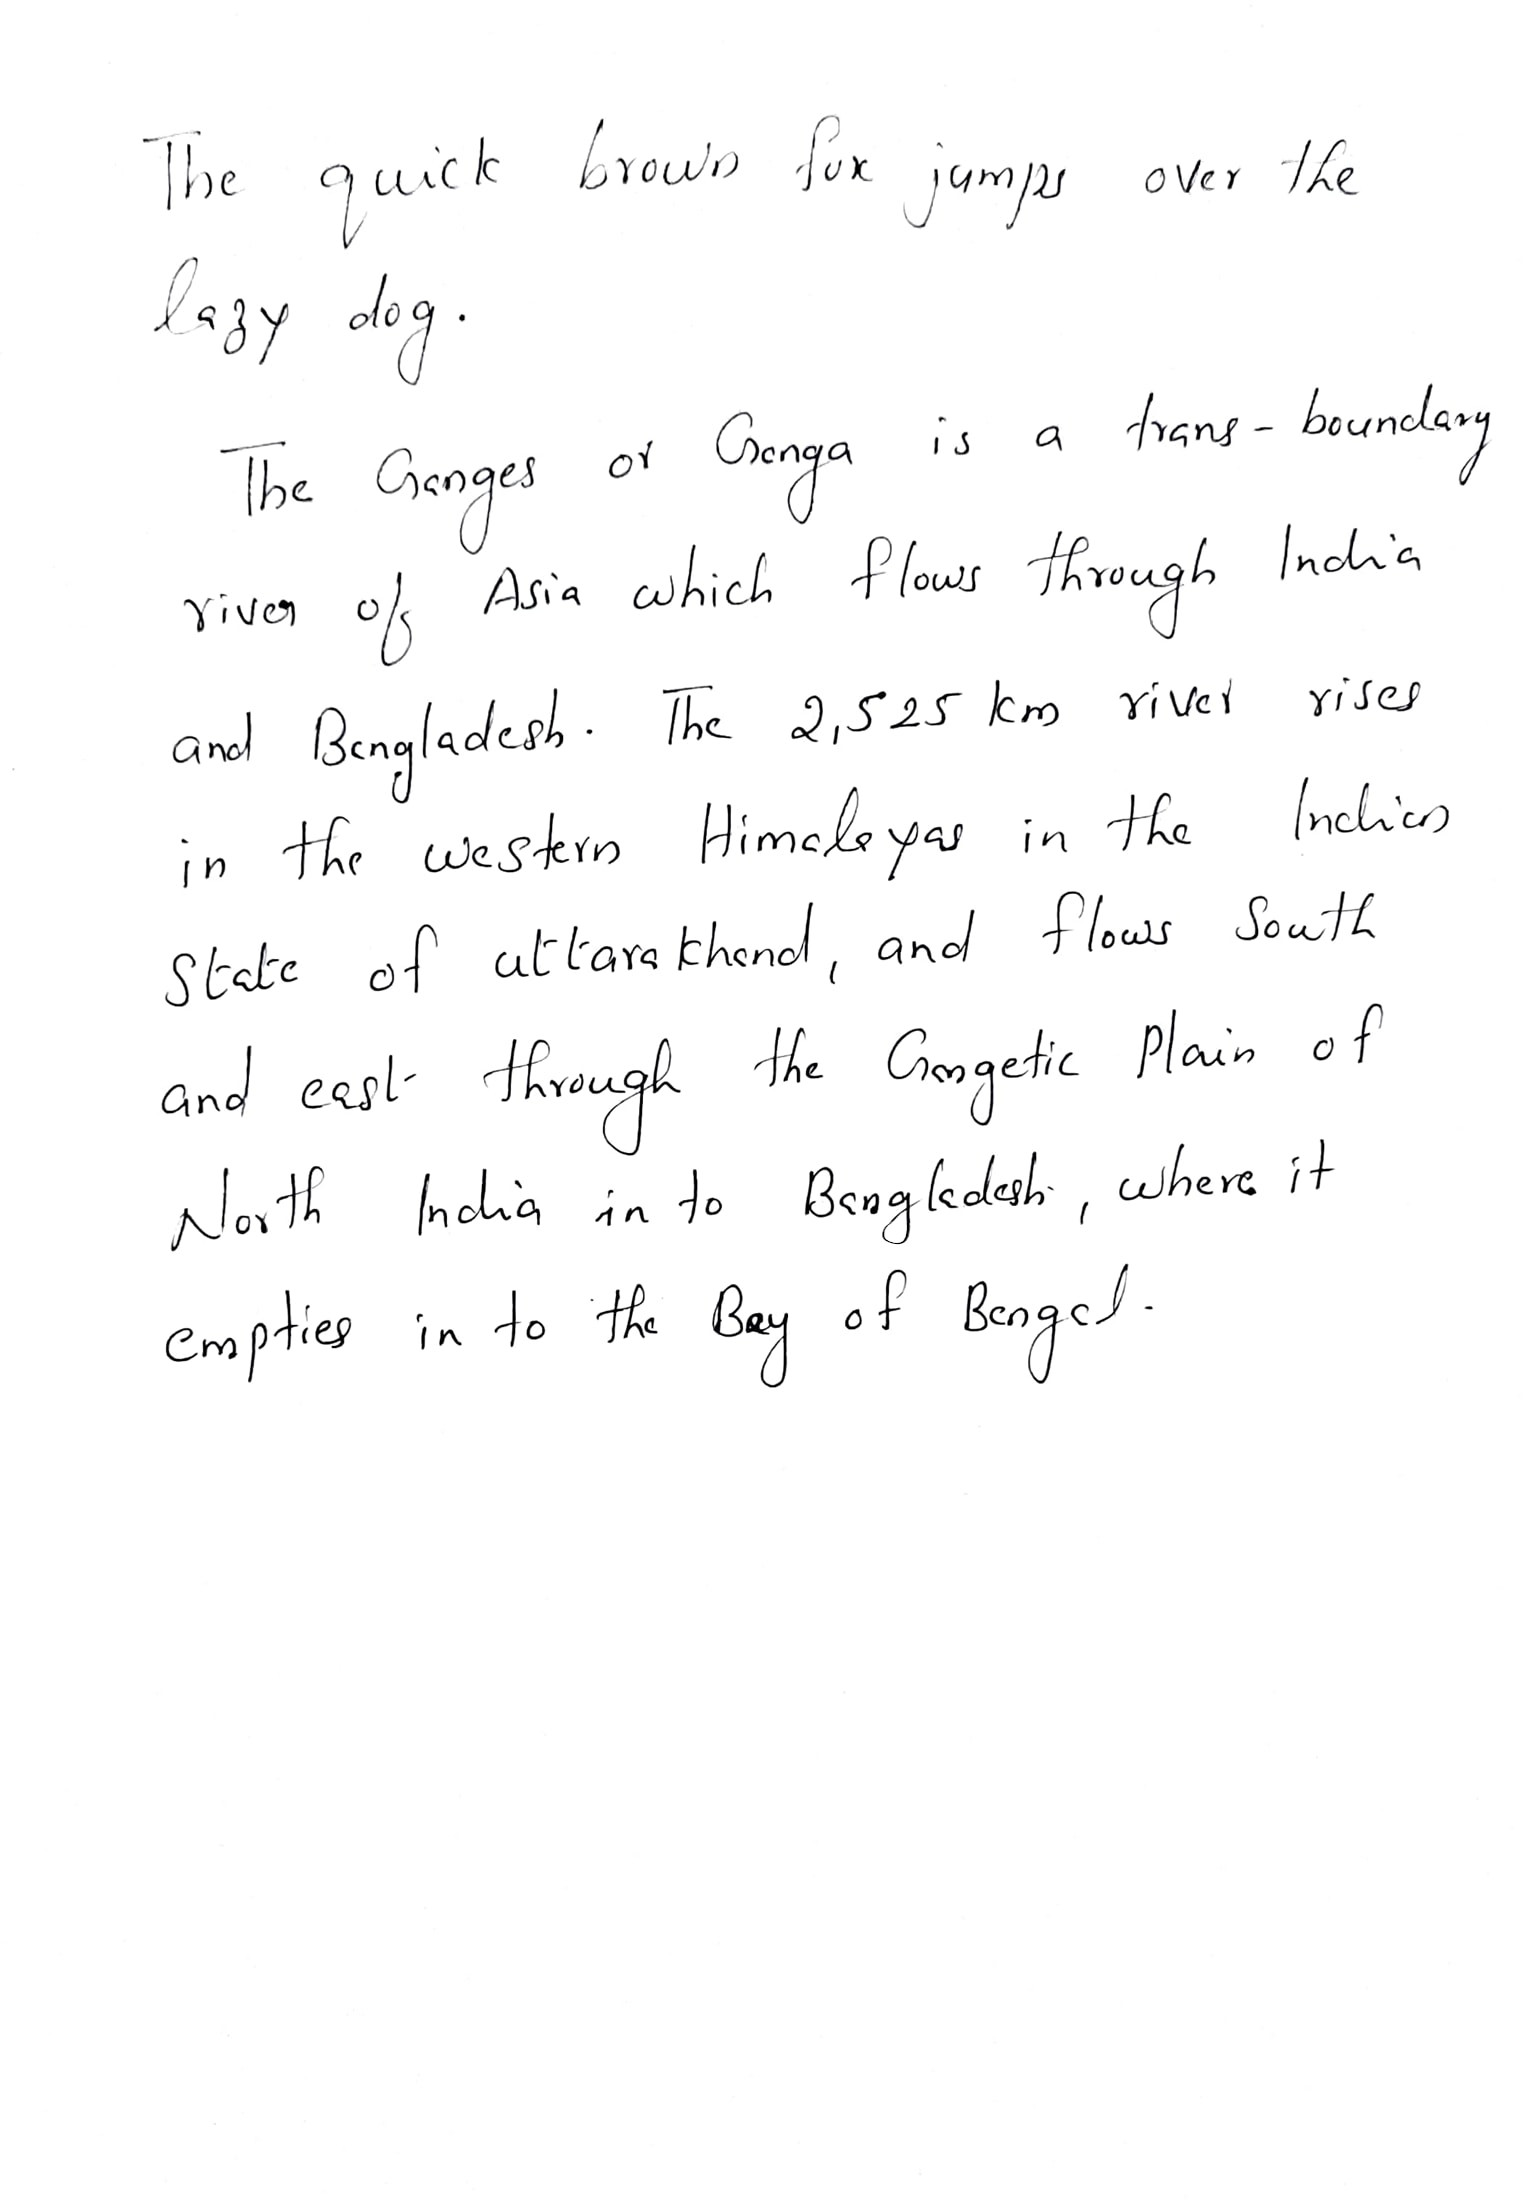 The quick brown fox jumps over the
lazy dog.
The Ganges or Ganga is a trans-boundary
river of Asia which flows through India
and Bangladesh. The 2,525 km river rises
in the western Himalayas in the Indian
State of uttarakhand, and flows South
and east through the Gangetic Plain of
North India in to Bangladesh, where it
empties in to the Bay of Bengal.